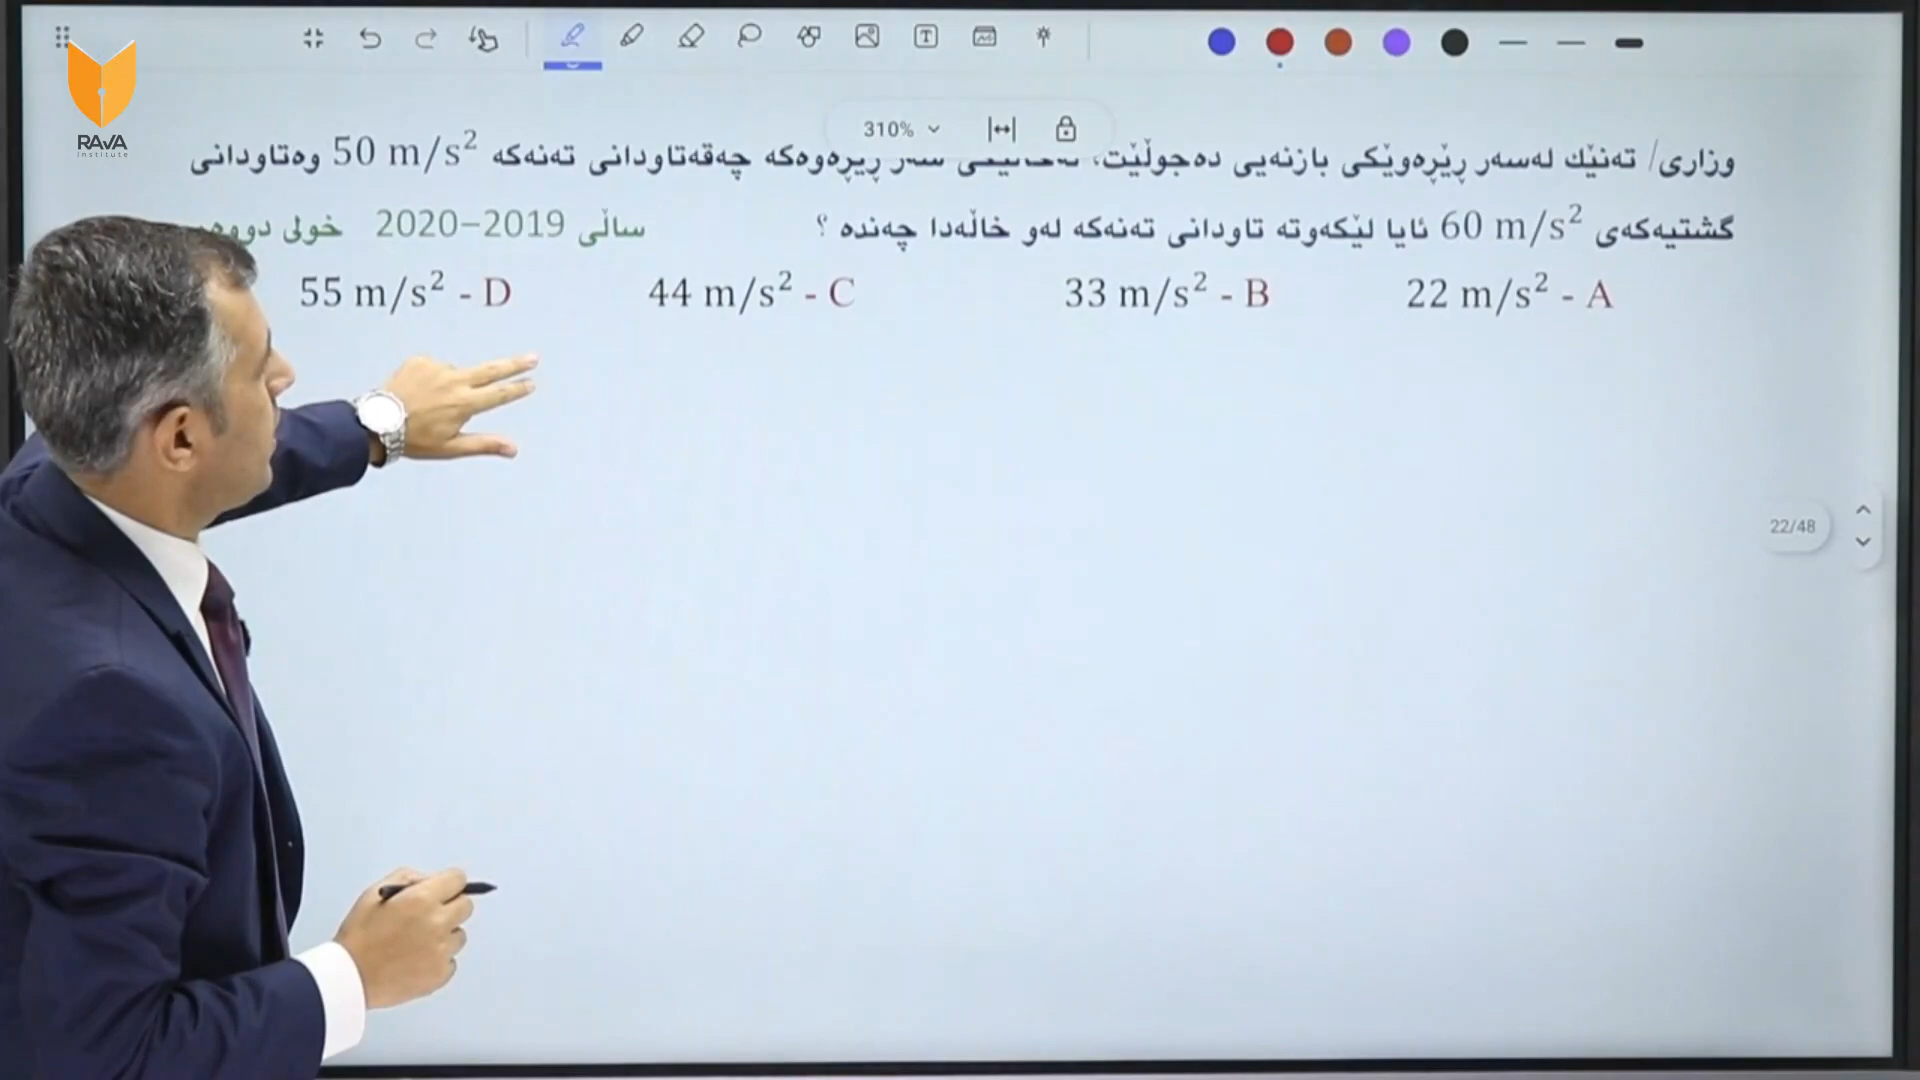 RAVA
Institute
310%
وزاری/ تەنێك لەسەر ڕێڕەوێکی بازنەیی دەجوڵێت، سەر ڕێڕەوەکە چەقەتاودانی تەنەکە 50 m/s² وەتاودانی
گشتیەکەی 60 m/s² ئایا لێکەوتە تاودانی تەنەکە لەو خاڵەدا چەندە ؟ ساڵی 2019–2020 خولی
22 m/s² - A 33 m/s² - B 44 m/s² - C 55 m/s² - D
22/48